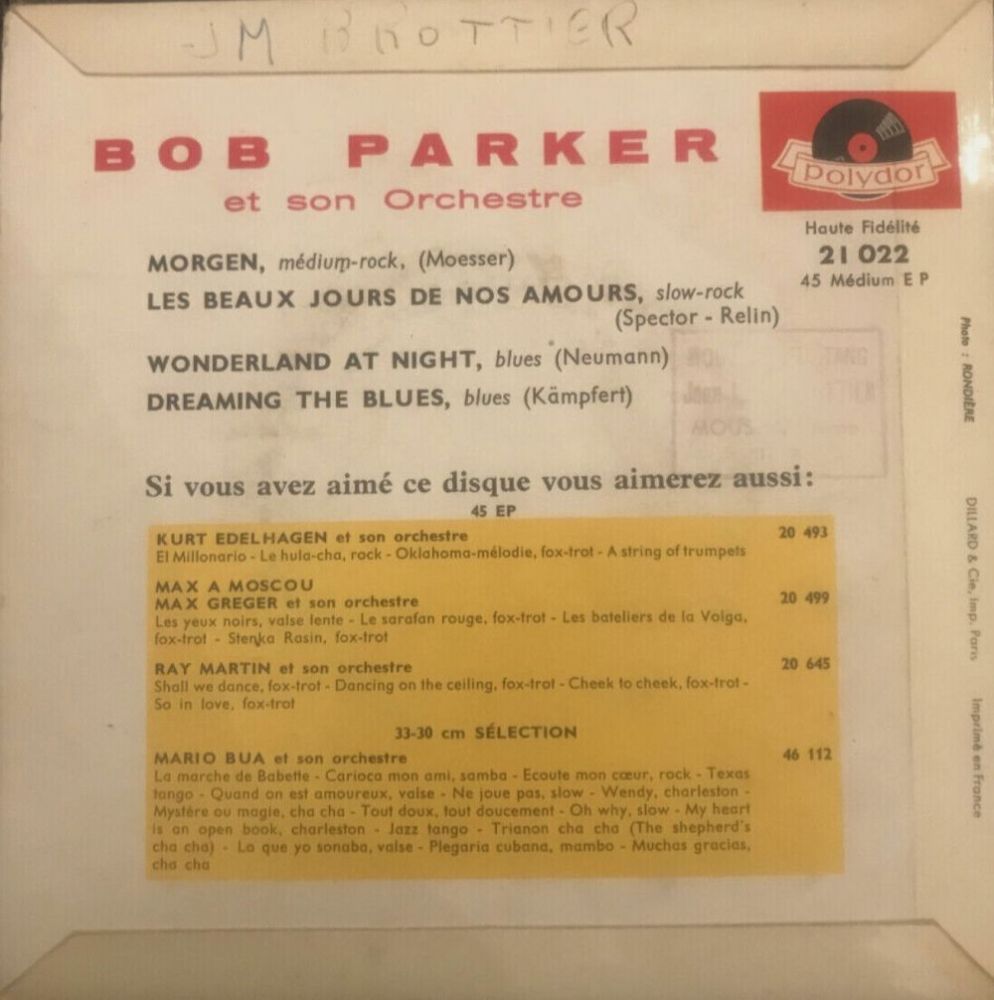 JM BROTTIER
BOB PARKER
et son Orchestre
polydor
Haute Fidélité
21 022
45 Médium E P
MORGEN, médium-rock, (Moesser)
LES BEAUX JOURS DE NOS AMOURS, slow-rock
(Spector - Relin)
WONDERLAND AT NIGHT, blues (Neumann)
DREAMING THE BLUES, blues (Kämpfert)
Si vous avez aimé ce disque vous aimerez aussi:
45 EP
KURT EDELHAGEN et son orchestre 20 493
El Millonario - Le hula-cha, rock - Oklahoma-mélodie, fox-trot - A string of trumpets
MAX A MOSCOU
MAX GREGER et son orchestre 20 499
Les yeux noirs, valse lente - Le sarafan rouge, fox-trot - Les bateliers de la Volga,
fox-trot - Stenka Rasin, fox-trot
RAY MARTIN et son orchestre 20 645
Shall we dance, fox-trot - Dancing on the ceiling, fox-trot - Cheek to cheek, fox-trot -
So in love, fox-trot
33-30 cm SÉLECTION
MARIO BUA et son orchestre 46 112
La marche de Babette - Carioca mon ami, samba - Ecoute mon cœur, rock - Texas
tango - Quand on est amoureux, valse - Ne joue pas, slow - Wendy, charleston -
Mystère ou magie, cha cha - Tout doux, tout doucement - Oh why, slow - My heart
is an open book, charleston - Jazz tango - Trianon cha cha (The shepherd's
cha cha) - Lo que yo sonaba, valse - Plegaria cubana, mambo - Muchas gracias,
cha cha
Photo : RONDIÈRE
DILLARD & Cie, Imp. Paris
Imprimé en France